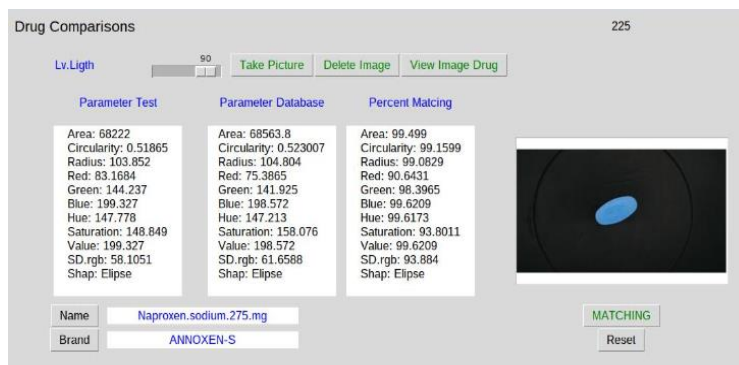 Drug Comparisons
225
Lv.Ligth
90
Take Picture
Delete Image
View Image Drug
Parameter Test
Parameter Database
Percent Matcing
Area: 68222
Circularity: 0.51865
Radius: 103.852
Red: 83.1684
Green: 144.237
Blue: 199.327
Hue: 147.778
Saturation: 148.849
Value: 199.327
SD.rgb: 58.1051
Shap: Elipse
Area: 68563.8
Circularity: 0.523007
Radius: 104.804
Red: 75.3865
Green: 141.925
Blue: 198.572
Hue: 147.213
Saturation: 158.076
Value: 198.572
SD.rgb: 61.6588
Shap: Elipse
Area: 99.499
Circularity: 99.1599
Radius: 99.0829
Red: 90.6431
Green: 98.3965
Blue: 99.6209
Hue: 99.6173
Saturation: 93.8011
Value: 99.6209
SD.rgb: 93.884
Shap: Elipse
Name
Naproxen.sodium.275.mg
Brand
ANNOXEN-S
MATCHING
Reset